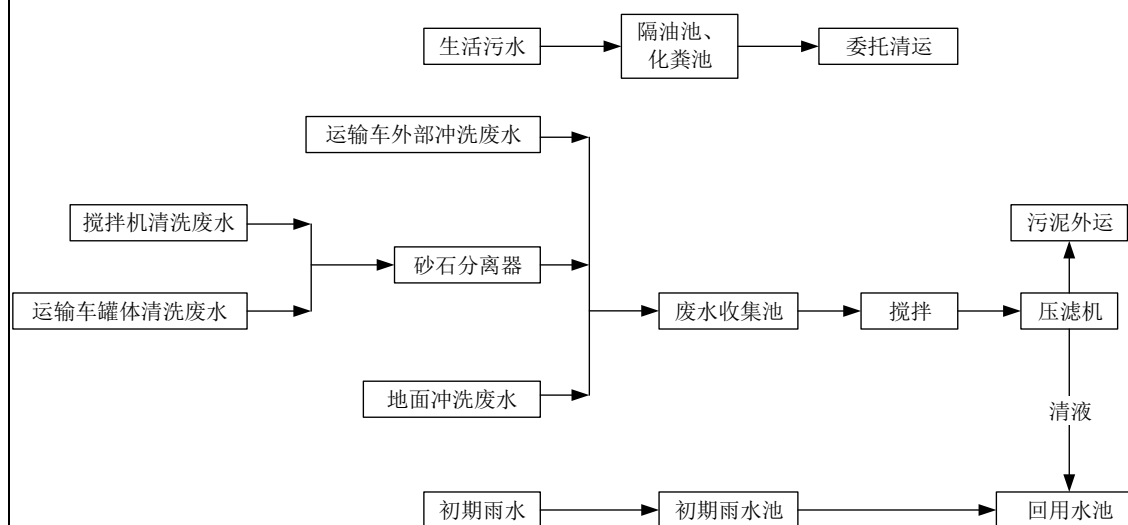 生活污水
隔油池、
化粪池
委托清运
运输车外部冲洗废水
搅拌机清洗废水
污泥外运
砂石分离器
运输车罐体清洗废水
废水收集池
搅拌
压滤机
地面冲洗废水
清液
初期雨水
初期雨水池
回用水池